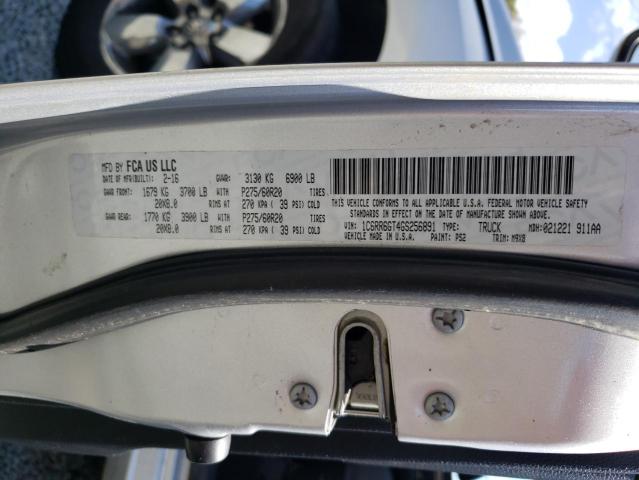 MFD BY FCA US LLC
DATE OF MFR(BUILT): 2-16 GVWR: 3130 KG 6900 LB
GAWR FRONT: 1679 KG 3700 LB WITH P275/60R20 TIRES
20X8.0 RIMS AT 270 KPA ( 39 PSI) COLD
GAWR REAR: 1770 KG 3900 LB WITH P275/60R20 TIRES
20X8.0 RIMS AT 270 KPA ( 39 PSI) COLD
THIS VEHICLE CONFORMS TO ALL APPLICABLE U.S.A. FEDERAL MOTOR VEHICLE SAFETY
STANDARDS IN EFFECT ON THE DATE OF MANUFACTURE SHOWN ABOVE.
VIN: 1C6RR6GT4GS256891 TYPE: TRUCK MDH:021221 911AA
VEHICLE MADE IN U.S.A. PAINT: PS2 TRIM: M9X8